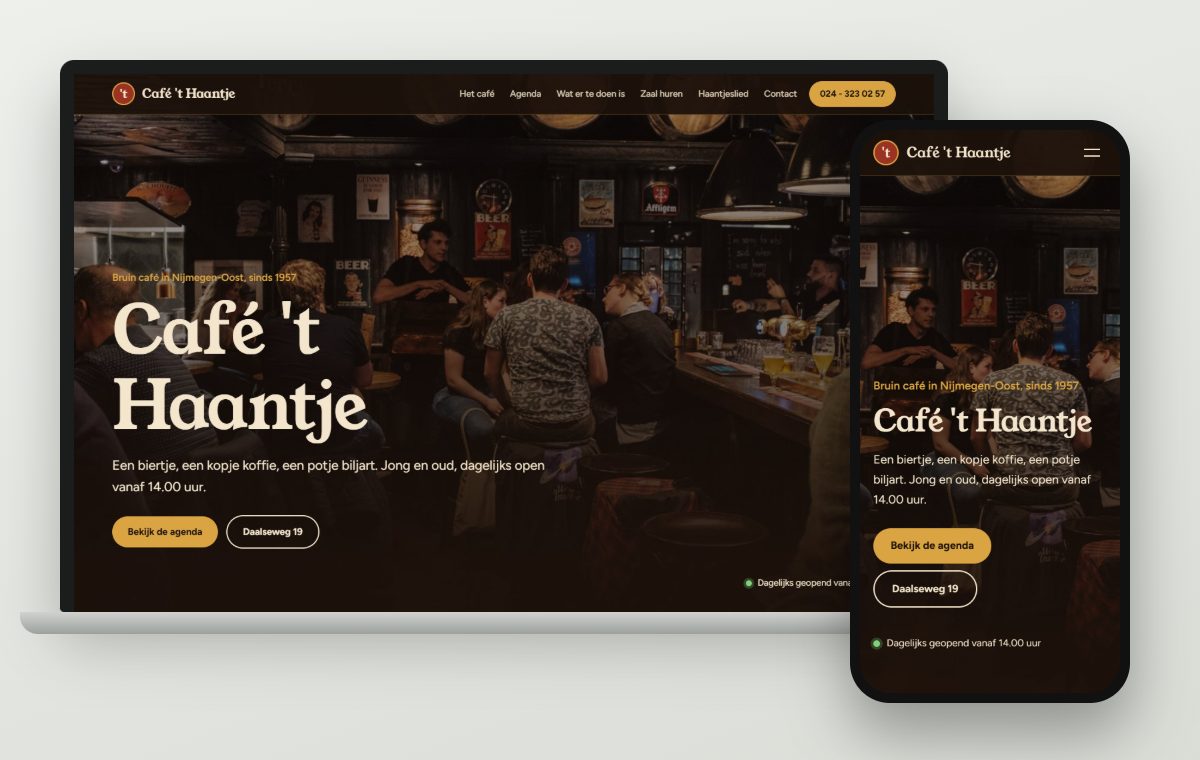 't Café 't Haantje
Het café Agenda Wat er te doen is Zaal huren Haantjeslied Contact 024 - 323 02 57
GUINNESS
BEER
Affligem
BEER
Bruin café in Nijmegen-Oost, sinds 1957
Café 't
Haantje
Een biertje, een kopje koffie, een potje biljart. Jong en oud, dagelijks open
vanaf 14.00 uur.
Bekijk de agenda Daalseweg 19
Dagelijks geopend vana
't Café 't Haantje
BEER
Bruin café in Nijmegen-Oost, sinds 1957
Café 't Haantje
Een biertje, een kopje koffie, een potje
biljart. Jong en oud, dagelijks open vanaf
14.00 uur.
Bekijk de agenda
Daalseweg 19
Dagelijks geopend vanaf 14.00 uur